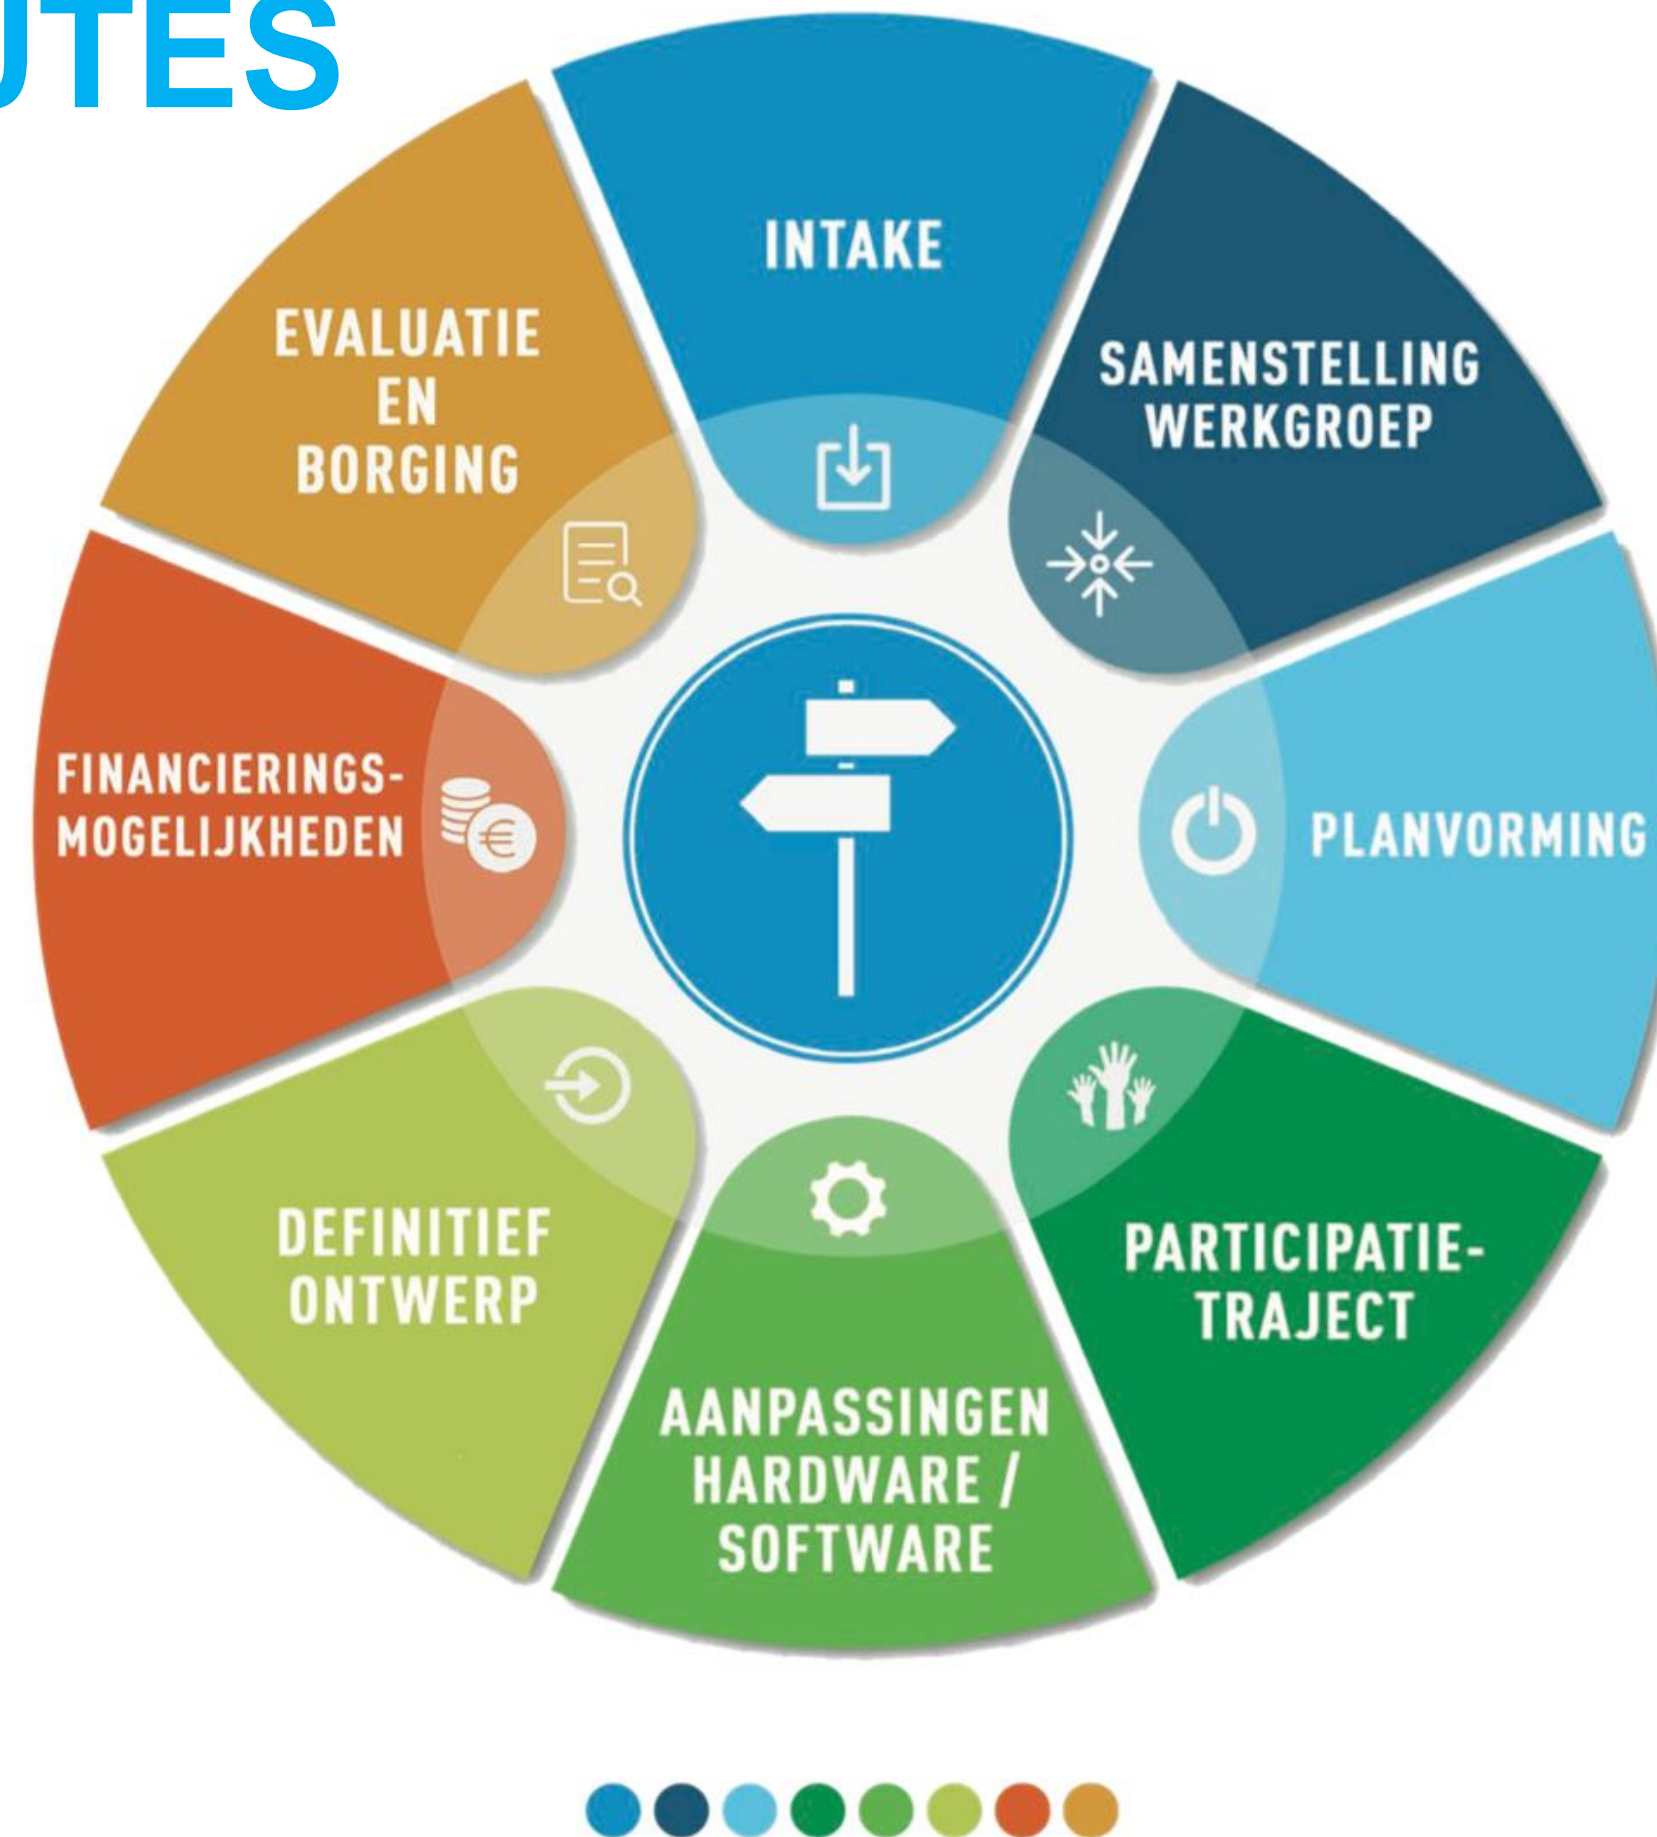 UTES
INTAKE
SAMENSTELLING
WERKGROEP
PLANVORMING
PARTICIPATIE-
TRAJECT
AANPASSINGEN
HARDWARE /
SOFTWARE
DEFINITIEF
ONTWERP
FINANCIERINGS-
MOGELIJKHEDEN
EVALUATIE
EN
BORGING